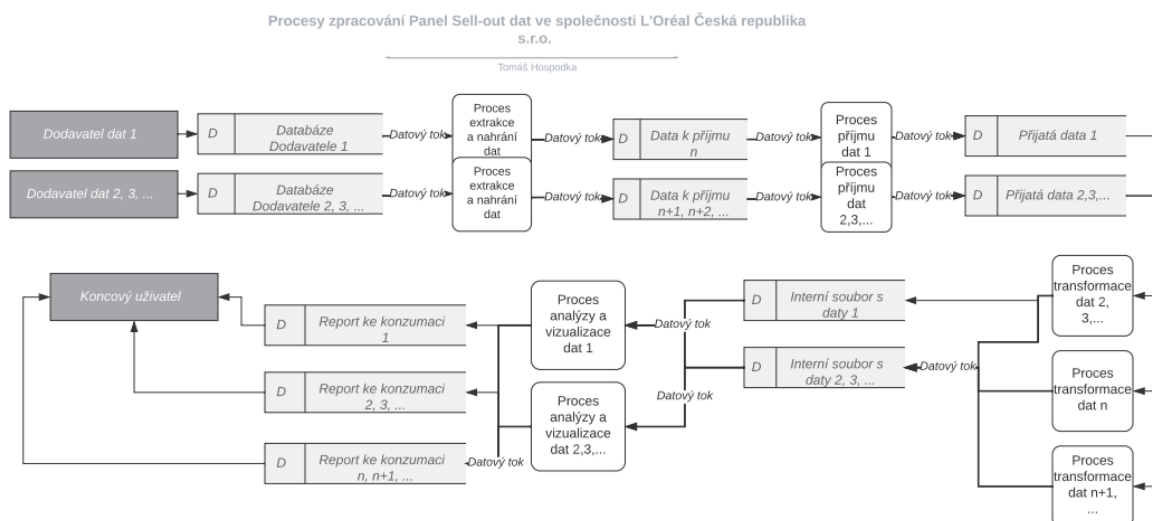 Procesy zpracování Panel Sell-out dat ve společnosti L'Oréal Česká republika
s.r.o.
Tomáš Hospodka
Dodavatel dat 1
D
Databáze
Dodavatele 1
Datový tok
Proces
extrakce
a nahrání
dat
Datový tok
D
Data k příjmu
n
Datový tok
Proces
příjmu
dat 1
Datový tok
D
Přijatá data 1
Dodavatel dat 2, 3, ...
D
Databáze
Dodavatele 2, 3, ...
Datový tok
Proces
extrakce
a nahrání
dat
Datový tok
D
Data k příjmu
n+1, n+2, ...
Datový tok
Proces
příjmu
dat
2,3,...
Datový tok
D
Přijatá data 2,3,...
Koncový uživatel
D
Report ke konzumaci
1
Proces
analýzy a
vizualizace
dat 1
Datový tok
D
Interní soubor s
daty 1
Proces
transformace
dat 2,
3,...
D
Report ke konzumaci
2, 3, ...
Datový tok
D
Interní soubor s
daty 2, 3, ...
Datový tok
Proces
transformace
dat n
Proces
analýzy a
vizualizace
dat 2,3,...
D
Report ke konzumaci
n, n+1, ...
Datový tok
Proces
transformace
dat n+1,
...